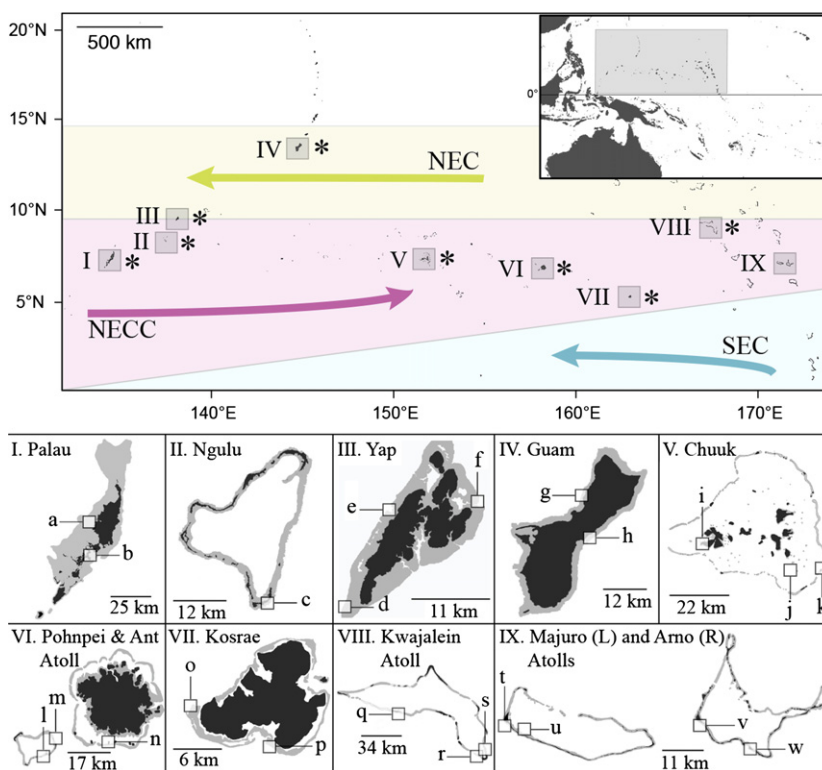 20°N
500 km
0°
15°N
IV *
NEC
10°N
III *
II *
VIII *
I *
V *
VI *
IX
VII *
5°N
NECC
SEC
140°E 150°E 160°E 170°E
I. Palau
a
b
25 km
II. Ngulu
12 km
c
III. Yap
f
e
d
11 km
IV. Guam
g
h
12 km
V. Chuuk
i
22 km
j
k
VI. Pohnpei & Ant
Atoll
m
l
n
17 km
VII. Kosrae
o
6 km
p
VIII. Kwajalein
Atoll
q
s
34 km
r
IX. Majuro (L) and Arno (R)
Atolls
t
u
v
w
11 km